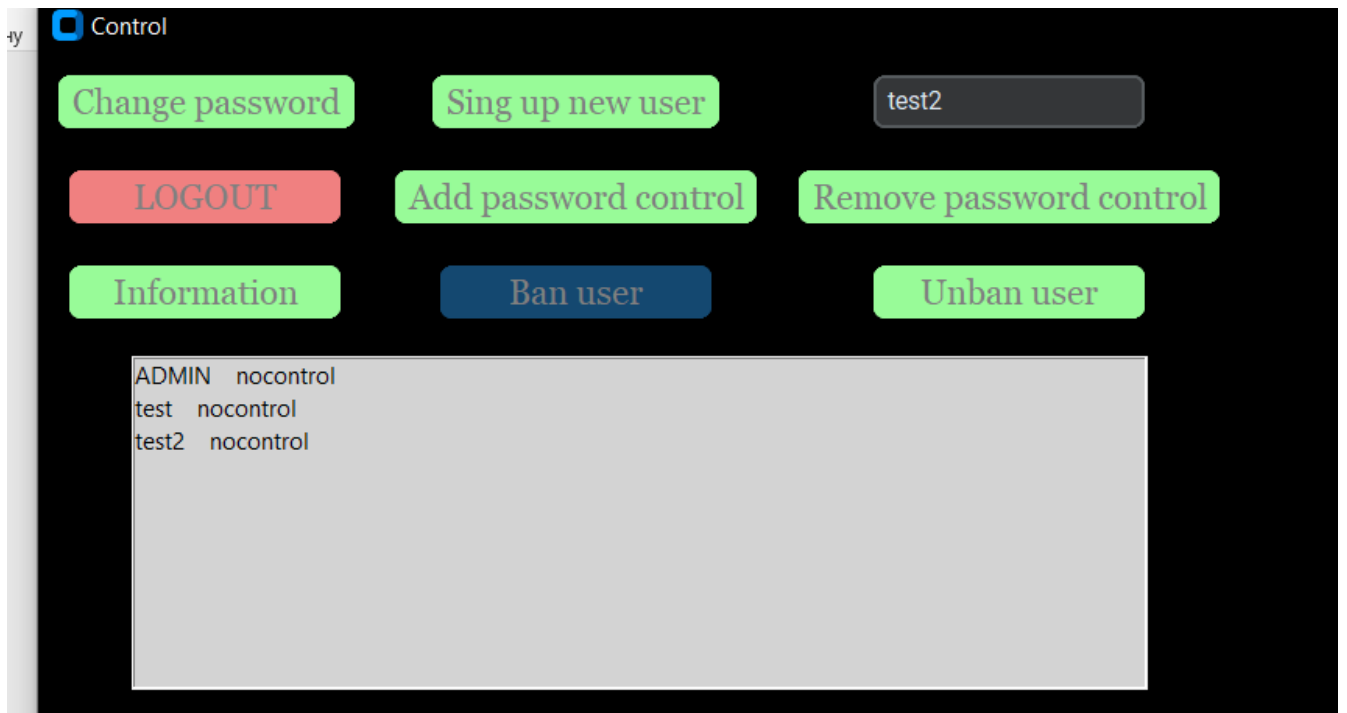 ну
Control
Change password
Sing up new user
test2
LOGOUT
Add password control
Remove password control
Information
Ban user
Unban user
ADMIN nocontrol
test nocontrol
test2 nocontrol